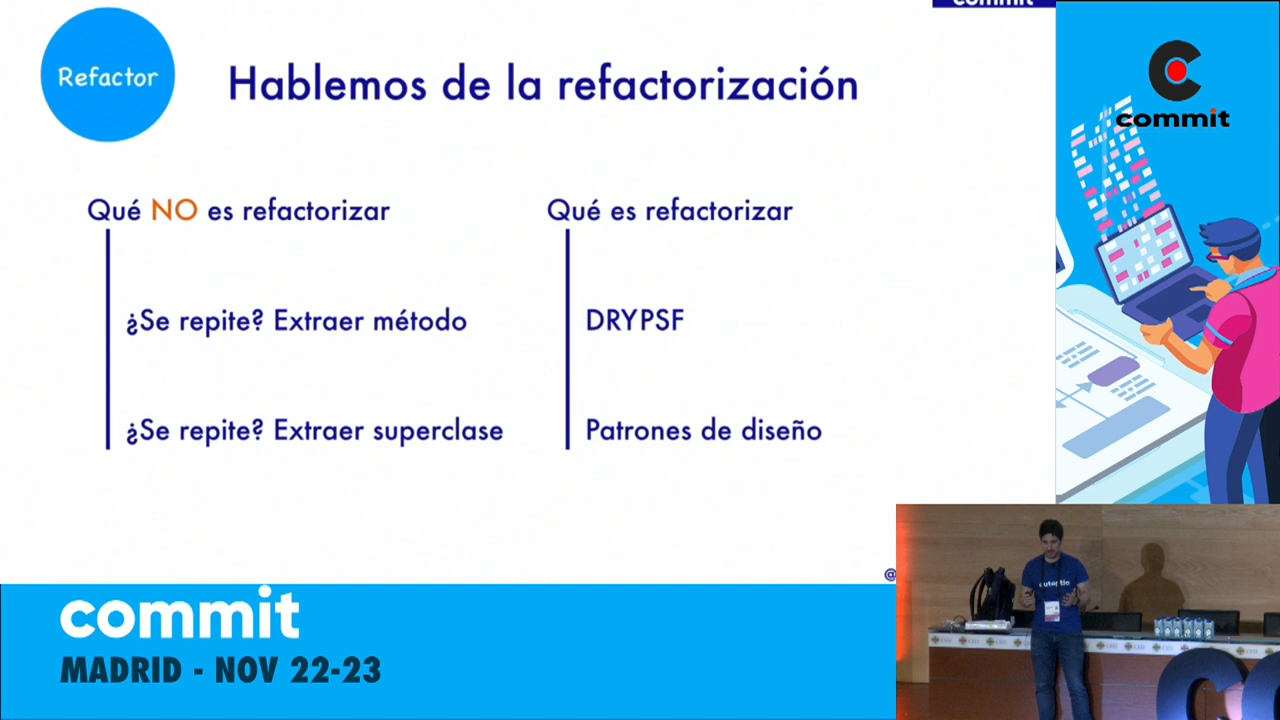 commit
Refactor
Hablemos de la refactorización
Qué NO es refactorizar
¿Se repite? Extraer método
¿Se repite? Extraer superclase
Qué es refactorizar
DRYPSF
Patrones de diseño
@
commit
commit
MADRID - NOV 22-23